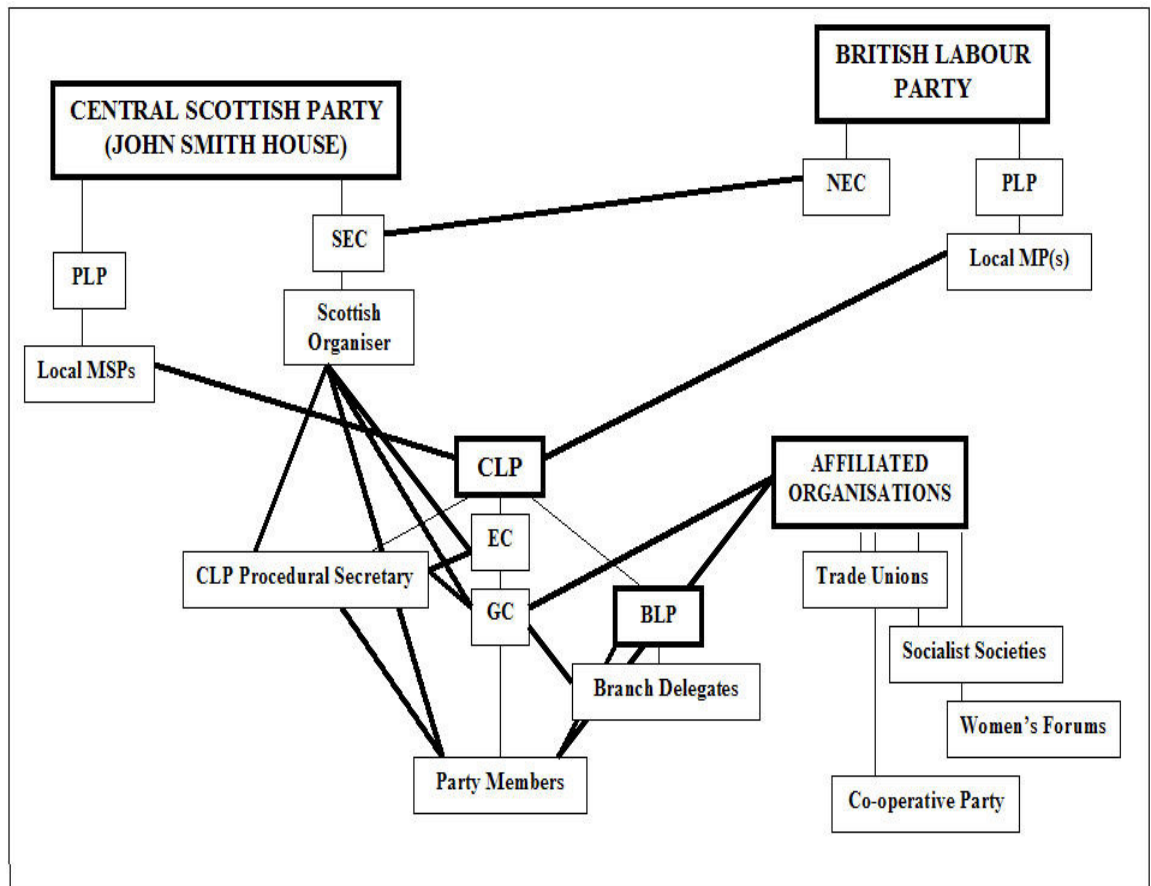 BRITISH LABOUR
PARTY
CENTRAL SCOTTISH PARTY
(JOHN SMITH HOUSE)
NEC
PLP
SEC
PLP
Local MP(s)
Scottish
Organiser
Local MSPs
CLP
AFFILIATED
ORGANISATIONS
EC
CLP Procedural Secretary
Trade Unions
GC
BLP
Socialist Societies
Branch Delegates
Women's Forums
Party Members
Co-operative Party